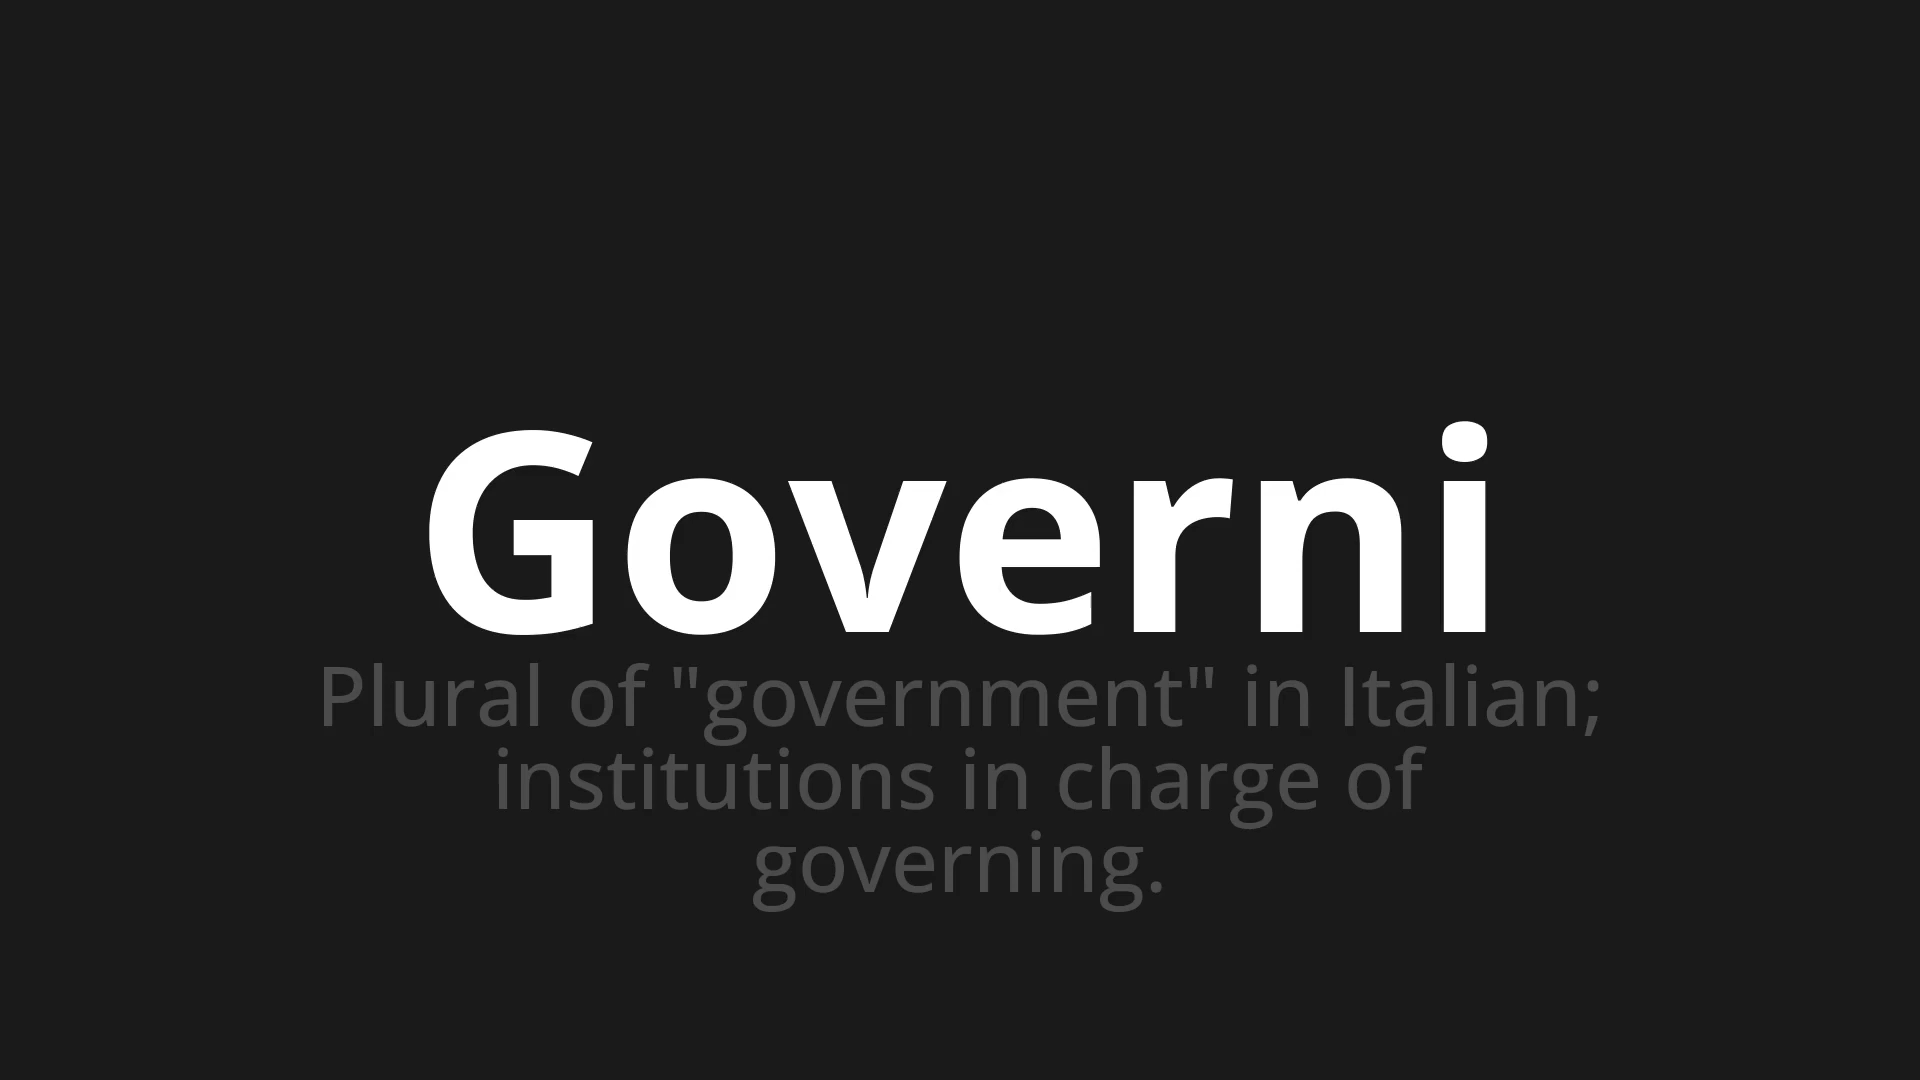 Governi
Plural of "government" in Italian;
institutions in charge of
governing.